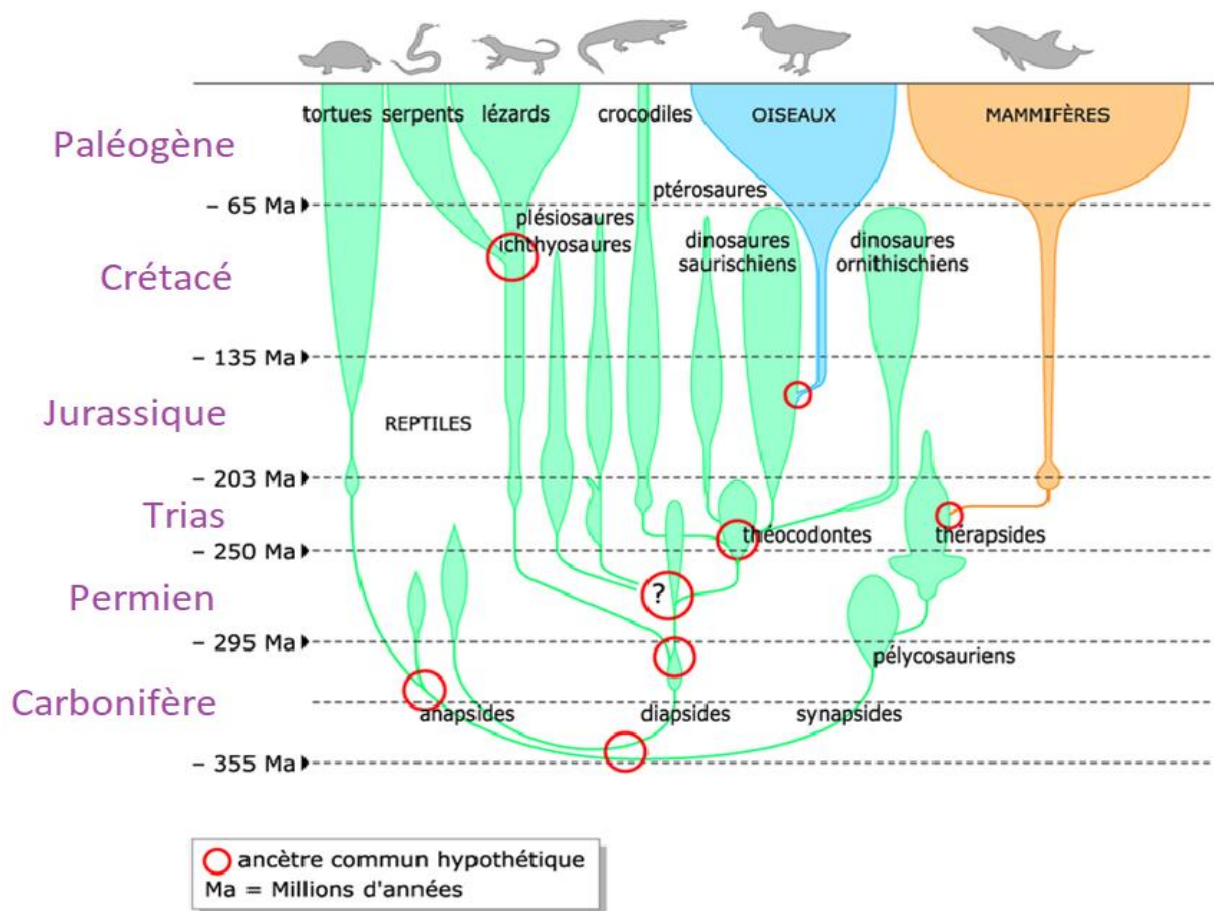 tortues serpents lézards crocodiles OISEAUX MAMMIFÈRES
Paléogène
ptérosaures
– 65 Ma
plésiosaures
ichthyosaures
dinosaures
saurischiens
dinosaures
ornithischiens
Crétacé
– 135 Ma
Jurassique
REPTILES
– 203 Ma
Trias
théocodontes
thérapsides
– 250 Ma
Permien
?
– 295 Ma
pélycosauriens
Carbonifère
anapsides diapsides synapsides
– 355 Ma
ancètre commun hypothétique
Ma = Millions d'années